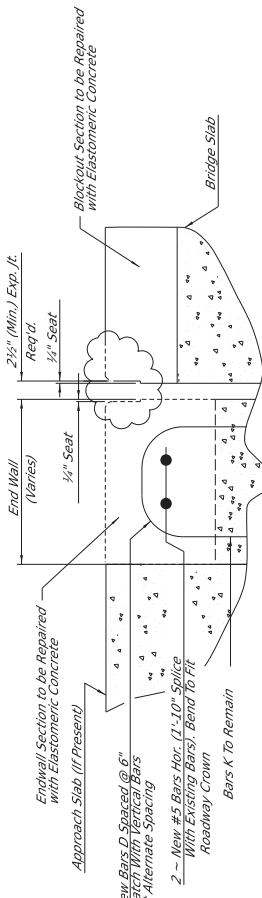 Blockout Section to be Repaired
with Elastomeric Concrete
Bridge Slab
2½" (Min.) Exp. Jt.
Req'd.
¼" Seat
End Wall
(Varies)
¼" Seat
Endwall Section to be Repaired
with Elastomeric Concrete
Approach Slab (If Present)
Bars D Spaced @ 6"
With Vertical Bars
Alternate Spacing
2 ~ New #5 Bars Hor. (1'-10" Splice
With Existing Bars). Bend To Fit
Roadway Crown
Bars K To Remain